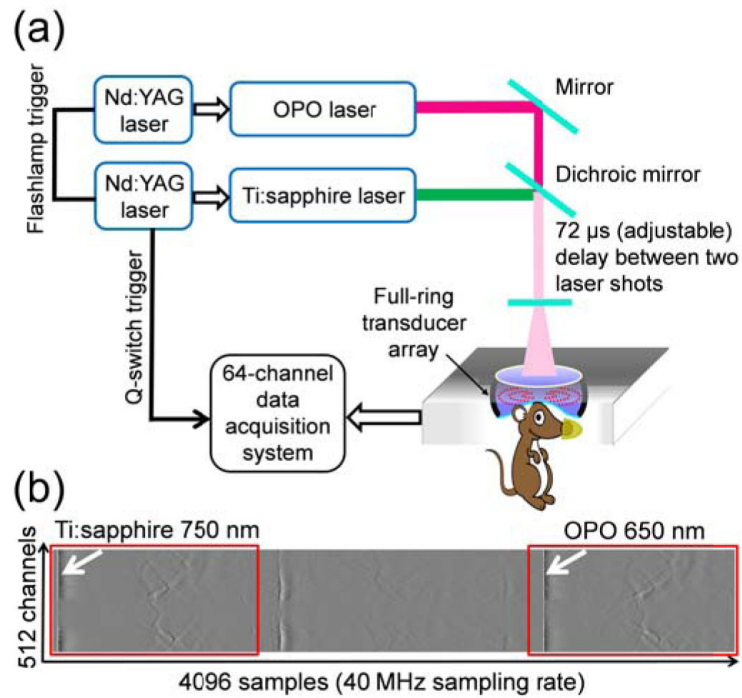 (a)
Flashlamp trigger
Nd:YAG
laser
OPO laser
Mirror
Nd:YAG
laser
Ti:sapphire laser
Dichroic mirror
72 µs (adjustable)
delay between two
laser shots
Q-switch trigger
Full-ring
transducer
array
64-channel
data
acquisition
system
(b)
Ti:sapphire 750 nm
OPO 650 nm
512 channels
4096 samples (40 MHz sampling rate)